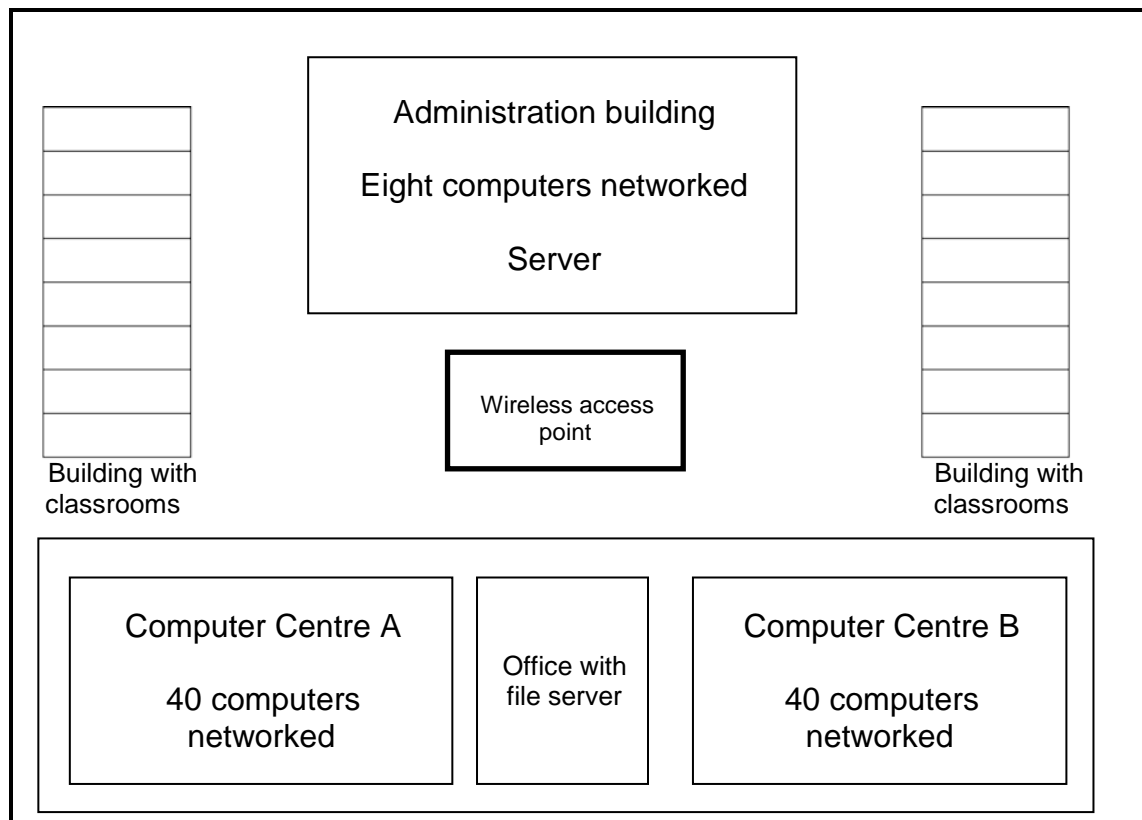 Administration building
Eight computers networked
Server
Wireless access
point
Building with
classrooms
Building with
classrooms
Computer Centre A
40 computers
networked
Office with
file server
Computer Centre B
40 computers
networked